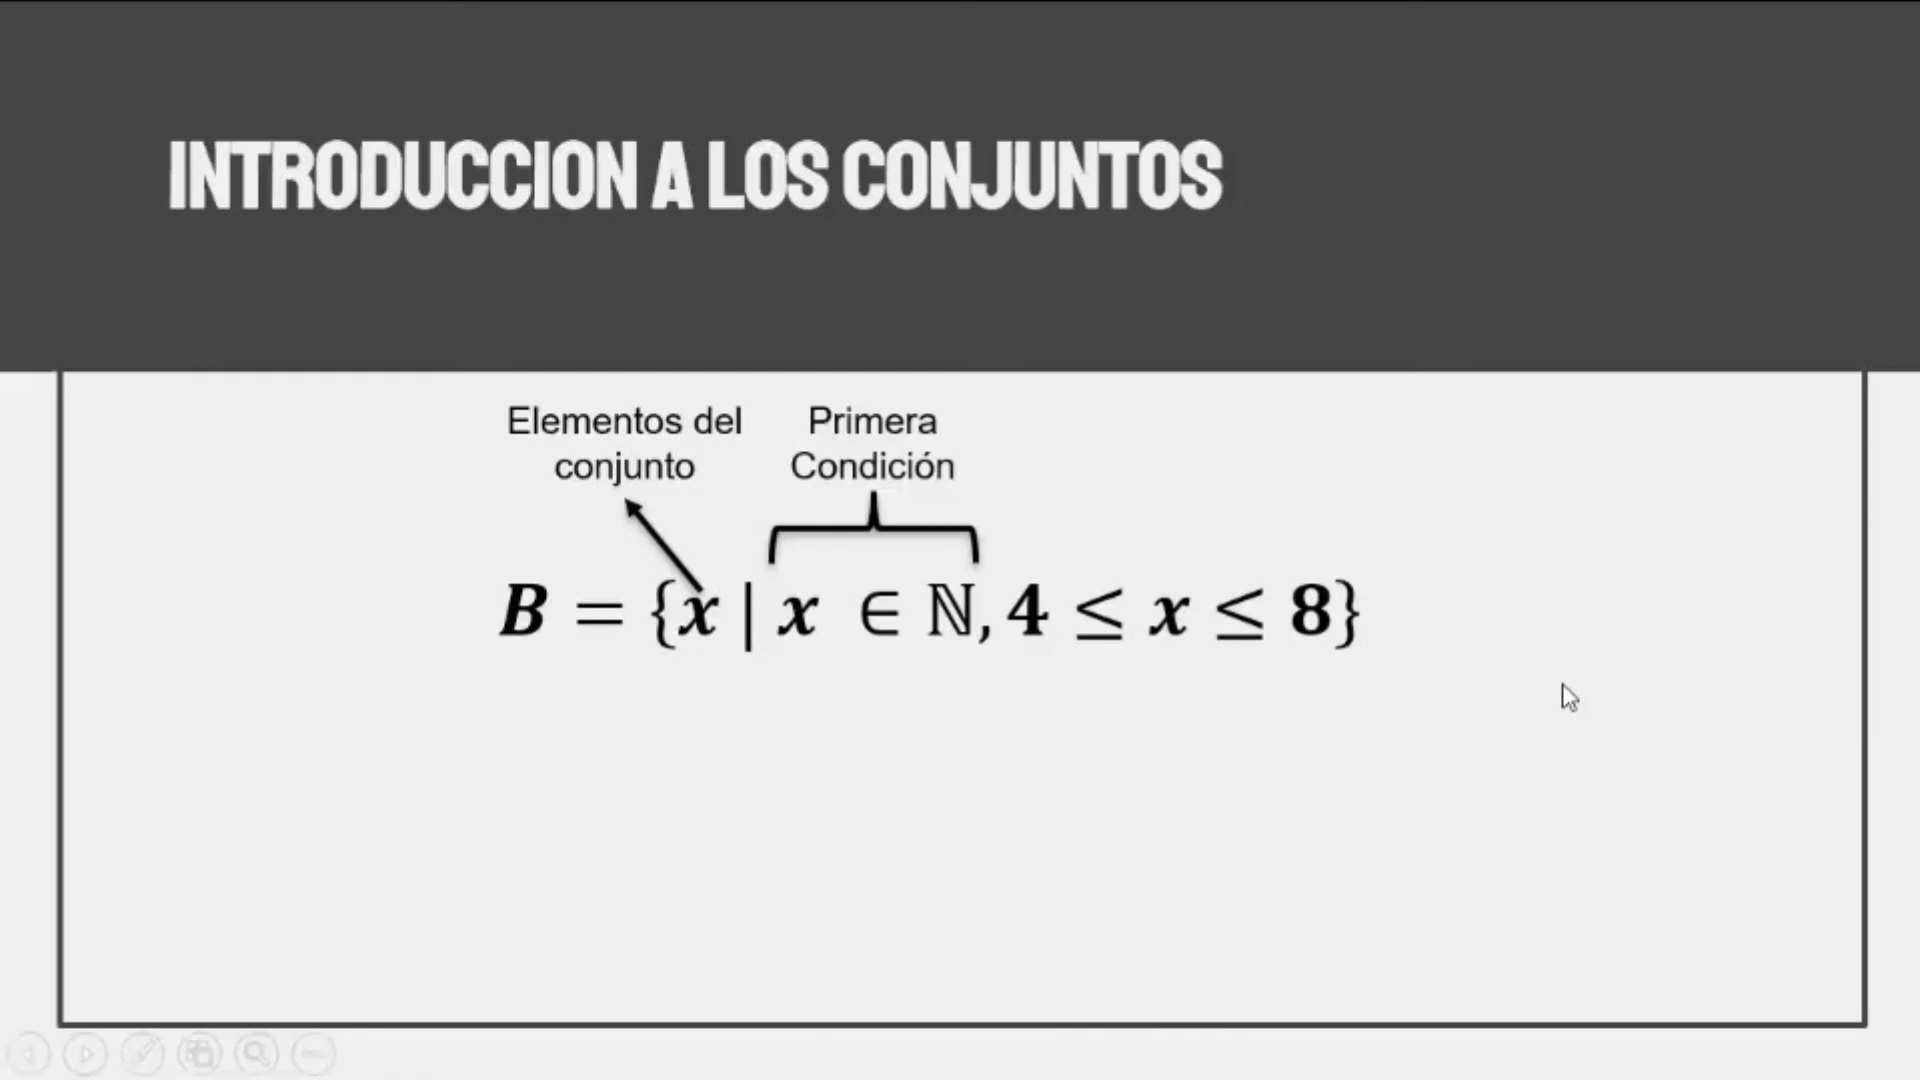 INTRODUCCION A LOS CONJUNTOS
Elementos del
conjunto
Primera
Condición
B = {x | x ∈ ℕ, 4 ≤ x ≤ 8}